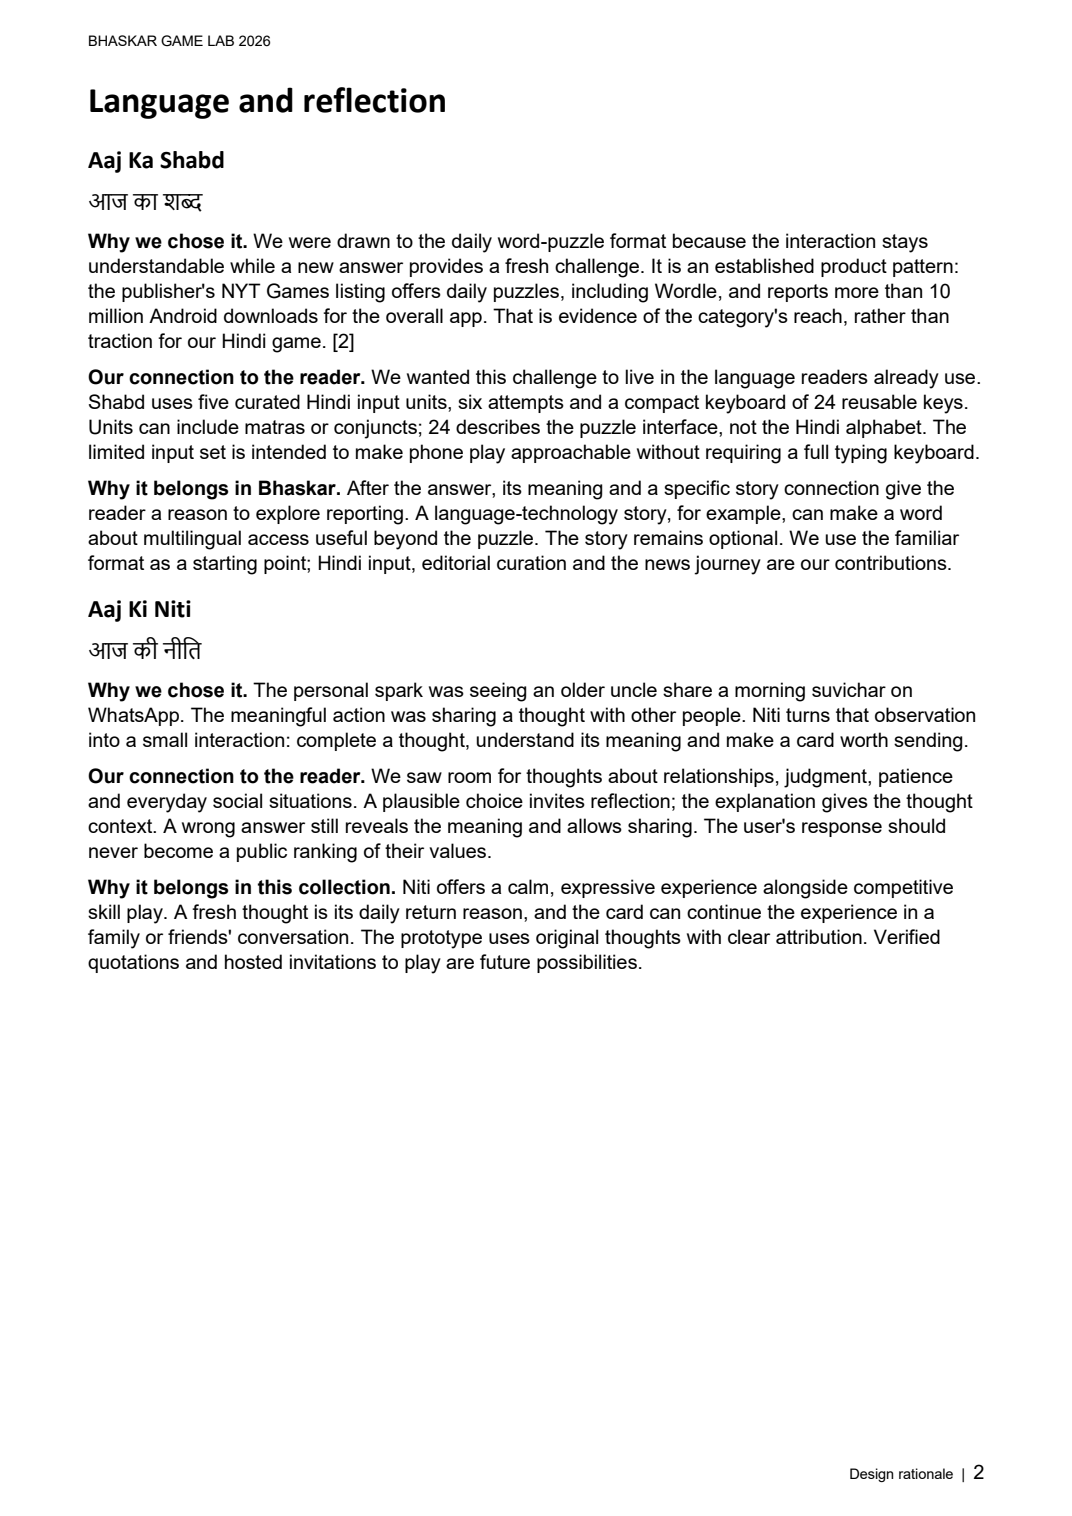 BHASKAR GAME LAB 2026
Language and reflection
Aaj Ka Shabd
आज का शब्द
Why we chose it. We were drawn to the daily word-puzzle format because the interaction stays
understandable while a new answer provides a fresh challenge. It is an established product pattern:
the publisher's NYT Games listing offers daily puzzles, including Wordle, and reports more than 10
million Android downloads for the overall app. That is evidence of the category's reach, rather than
traction for our Hindi game. [2]
Our connection to the reader. We wanted this challenge to live in the language readers already use.
Shabd uses five curated Hindi input units, six attempts and a compact keyboard of 24 reusable keys.
Units can include matras or conjuncts; 24 describes the puzzle interface, not the Hindi alphabet. The
limited input set is intended to make phone play approachable without requiring a full typing keyboard.
Why it belongs in Bhaskar. After the answer, its meaning and a specific story connection give the
reader a reason to explore reporting. A language-technology story, for example, can make a word
about multilingual access useful beyond the puzzle. The story remains optional. We use the familiar
format as a starting point; Hindi input, editorial curation and the news journey are our contributions.
Aaj Ki Niti
आज की नीति
Why we chose it. The personal spark was seeing an older uncle share a morning suvichar on
WhatsApp. The meaningful action was sharing a thought with other people. Niti turns that observation
into a small interaction: complete a thought, understand its meaning and make a card worth sending.
Our connection to the reader. We saw room for thoughts about relationships, judgment, patience
and everyday social situations. A plausible choice invites reflection; the explanation gives the thought
context. A wrong answer still reveals the meaning and allows sharing. The user's response should
never become a public ranking of their values.
Why it belongs in this collection. Niti offers a calm, expressive experience alongside competitive
skill play. A fresh thought is its daily return reason, and the card can continue the experience in a
family or friends' conversation. The prototype uses original thoughts with clear attribution. Verified
quotations and hosted invitations to play are future possibilities.
Design rationale | 2